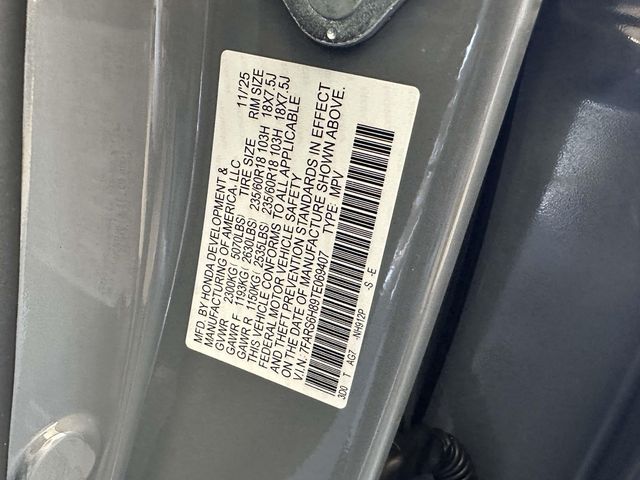 MFD. BY HONDA DEVELOPMENT &
MANUFACTURING OF AMERICA, LLC 11/25
GVWR 2300KG( 5070LBS) TIRE SIZE RIM SIZE
GAWR F 1193KG( 2630LBS) 235/60R18 103H 18X7.5J
GAWR R 1150KG( 2535LBS) 235/60R18 103H 18X7.5J
THIS VEHICLE CONFORMS TO ALL APPLICABLE
FEDERAL MOTOR VEHICLE SAFETY
AND THEFT PREVENTION STANDARDS IN EFFECT
ON THE DATE OF MANUFACTURE SHOWN ABOVE.
V.I.N.: 7FARS6H89TE069407 TYPE: MPV
3D0 T AG7 -NH912P S E